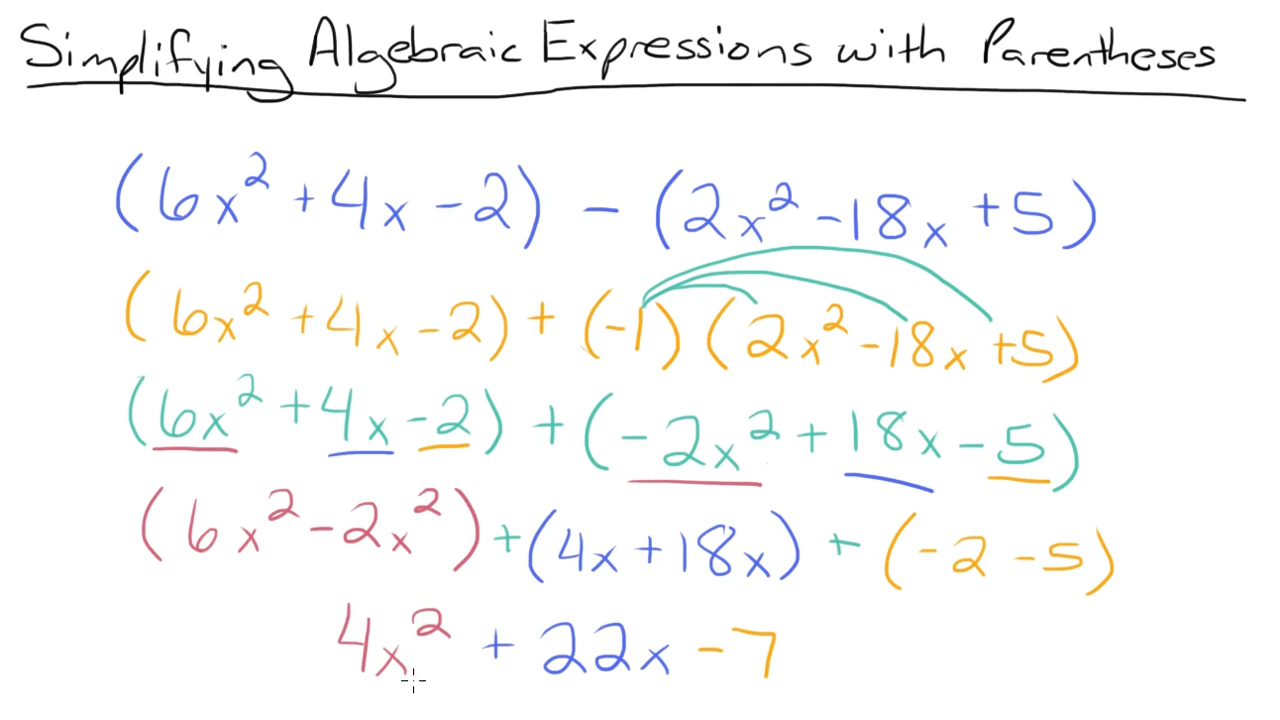 Simplifying Algebraic Expressions with Parentheses
(6x² + 4x - 2) - (2x² - 18x + 5)
(6x² + 4x - 2) + (-1) (2x² - 18x + 5)
(6x² + 4x - 2) + (-2x² + 18x - 5)
(6x² - 2x²) + (4x + 18x) + (-2 - 5)
4x² + 22x - 7